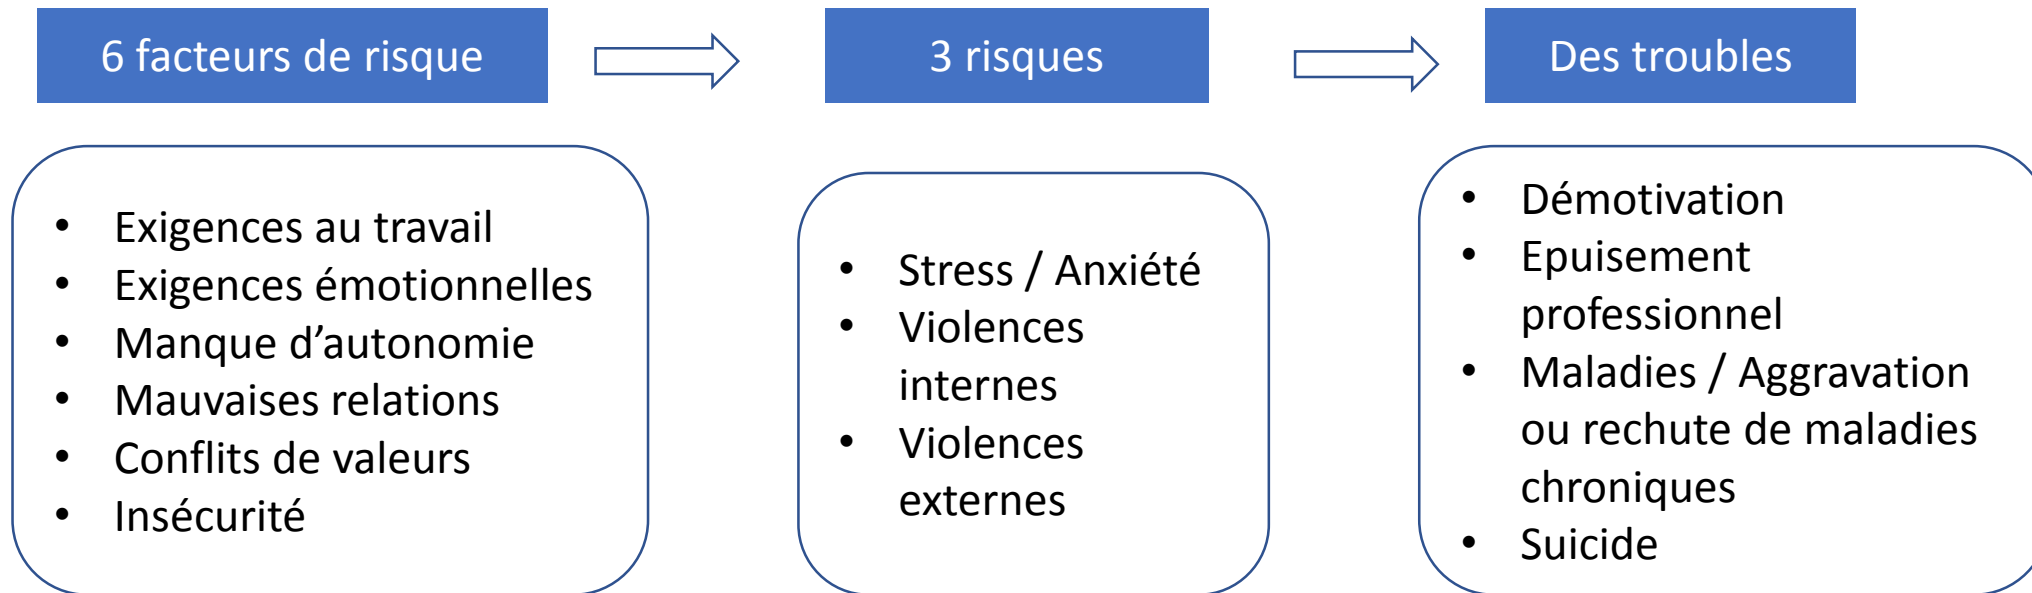 6 facteurs de risque
3 risques
Des troubles
• Exigences au travail
• Exigences émotionnelles
• Manque d’autonomie
• Mauvaises relations
• Conflits de valeurs
• Insécurité
• Stress / Anxiété
• Violences
internes
• Violences
externes
• Démotivation
• Epuisement
professionnel
• Maladies / Aggravation
ou rechute de maladies
chroniques
• Suicide